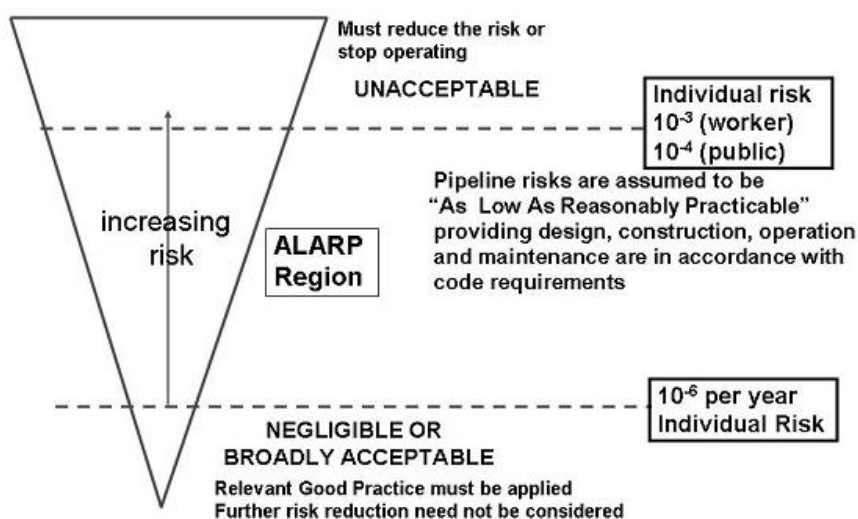 Must reduce the risk or
stop operating
UNACCEPTABLE
Individual risk
10⁻³ (worker)
10⁻⁴ (public)
Pipeline risks are assumed to be
“As Low As Reasonably Practicable”
providing design, construction, operation
and maintenance are in accordance with
code requirements
increasing
risk
ALARP
Region
10⁻⁶ per year
Individual Risk
NEGLIGIBLE OR
BROADLY ACCEPTABLE
Relevant Good Practice must be applied
Further risk reduction need not be considered